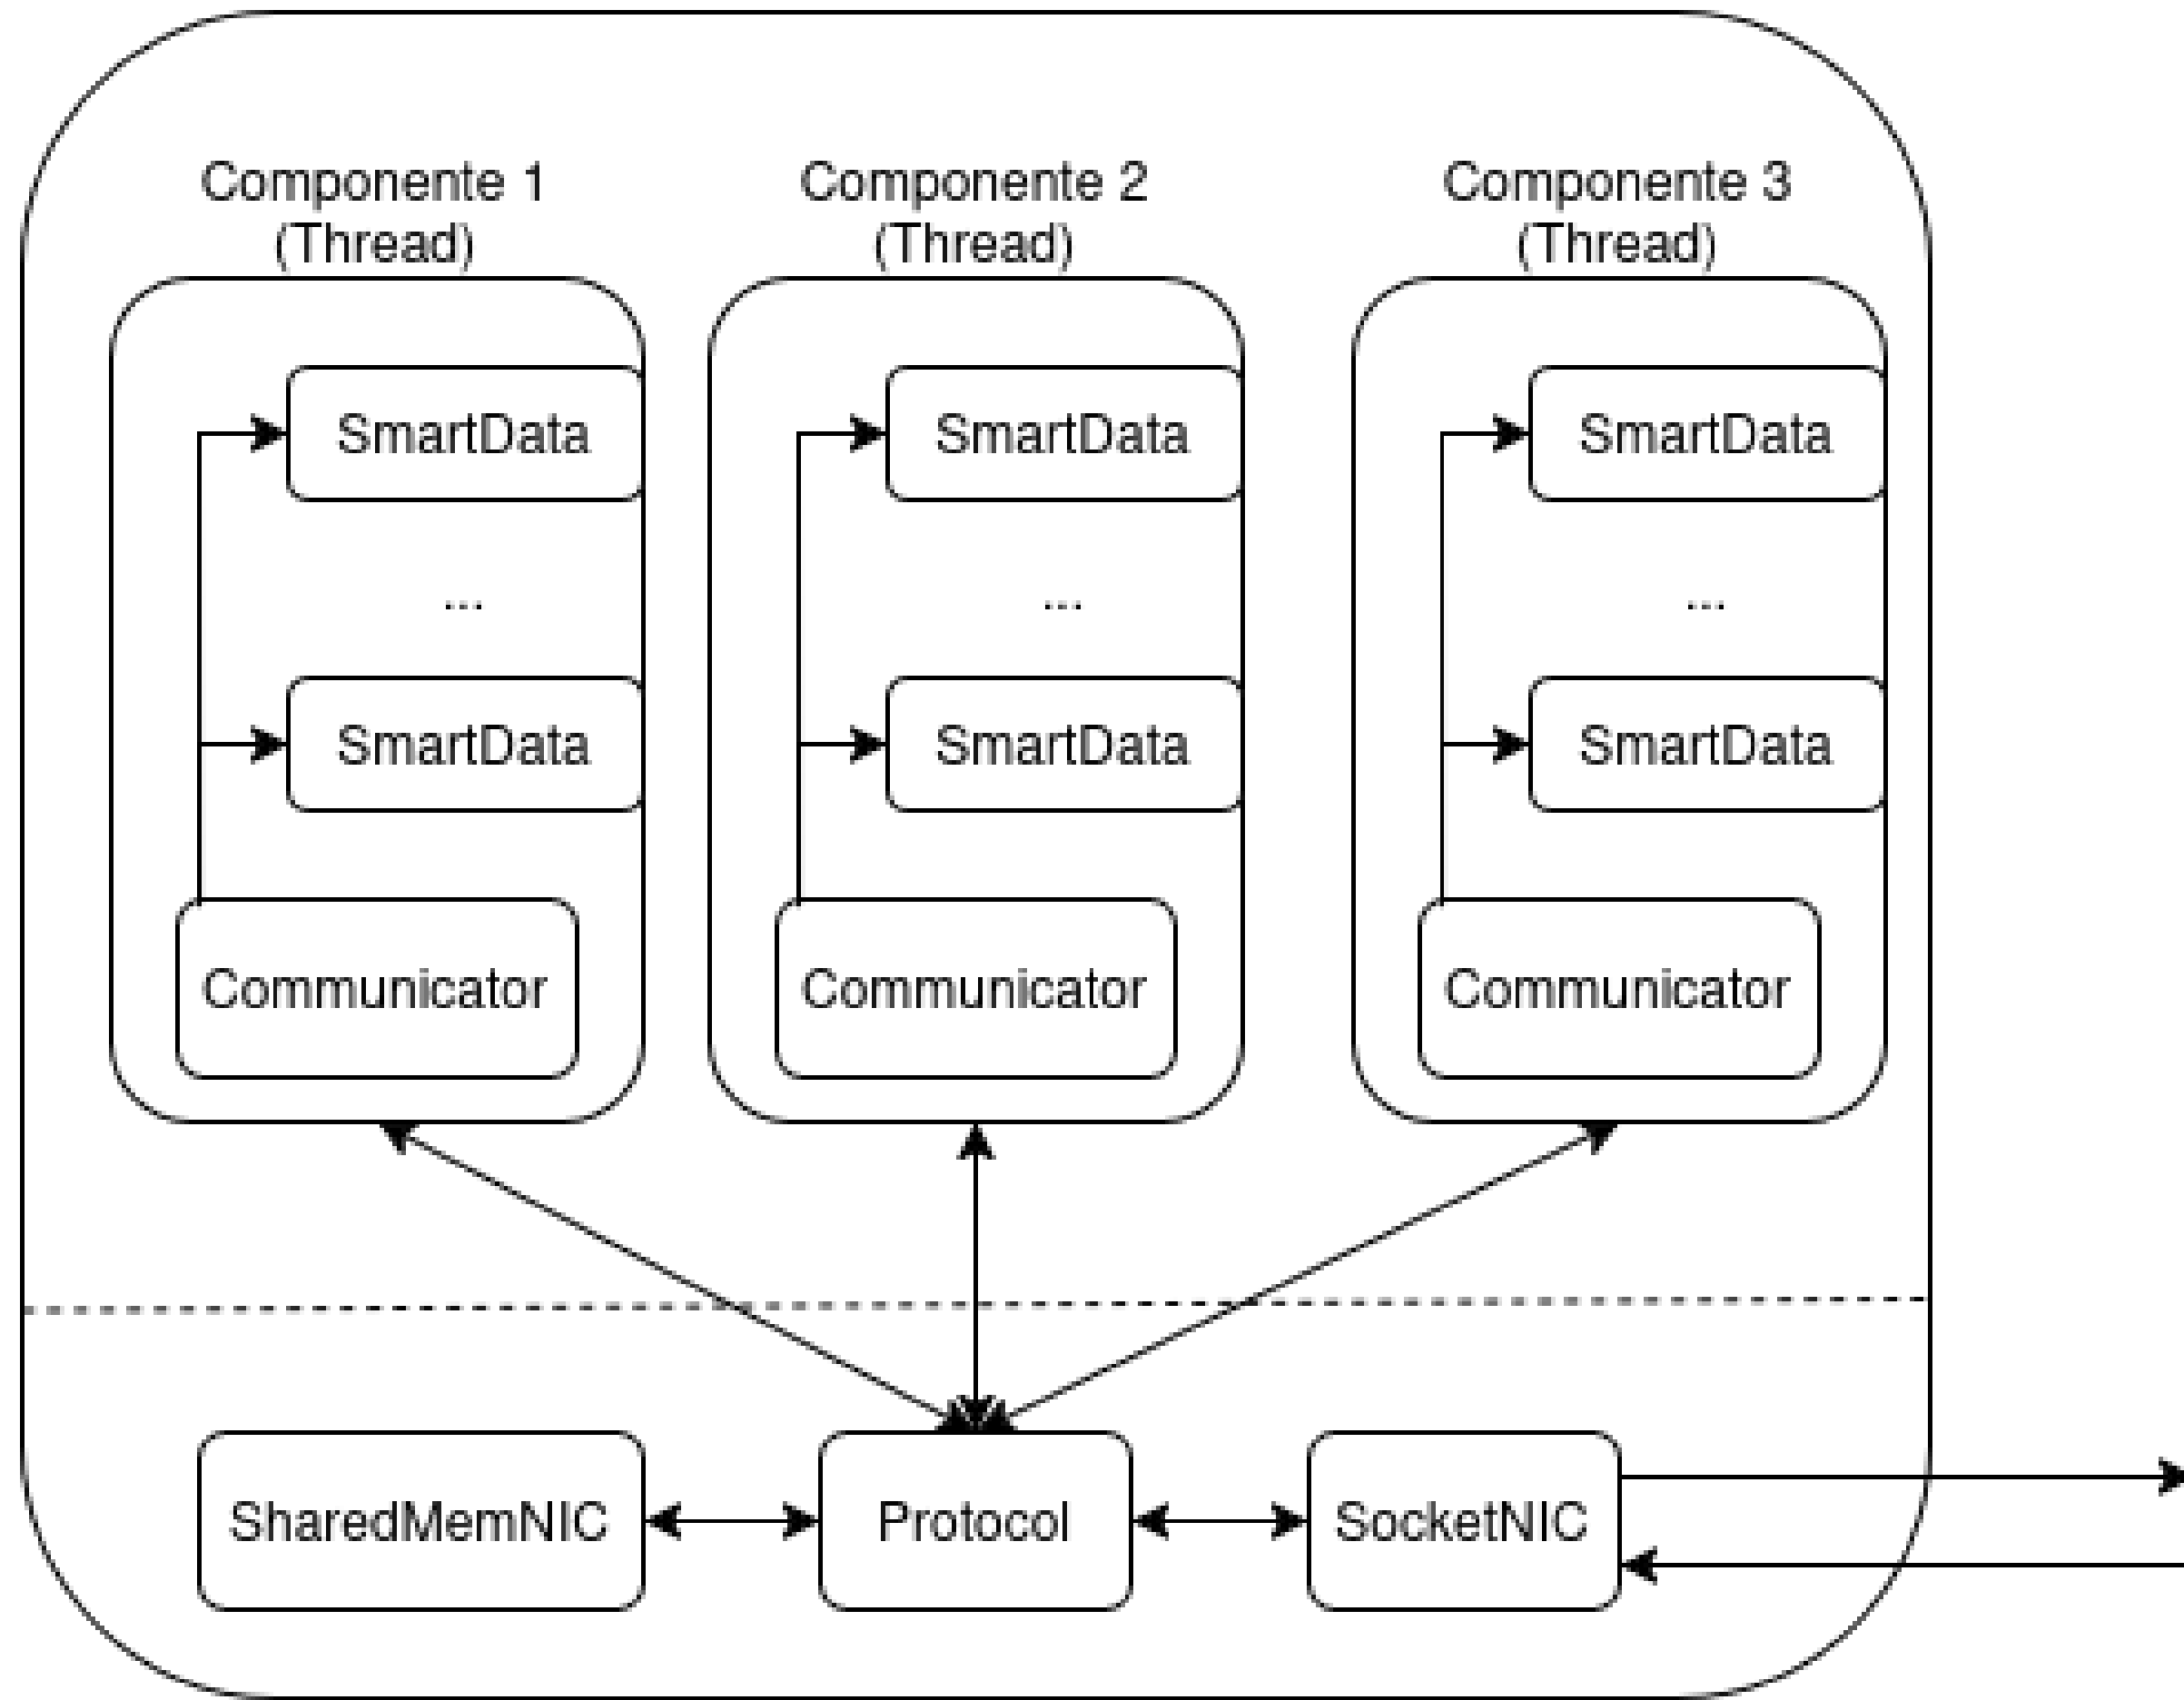 Componente 1
(Thread)
Componente 2
(Thread)
Componente 3
(Thread)
SmartData
SmartData
SmartData
...
...
...
SmartData
SmartData
SmartData
Communicator
Communicator
Communicator
SharedMemNIC
Protocol
SocketNIC